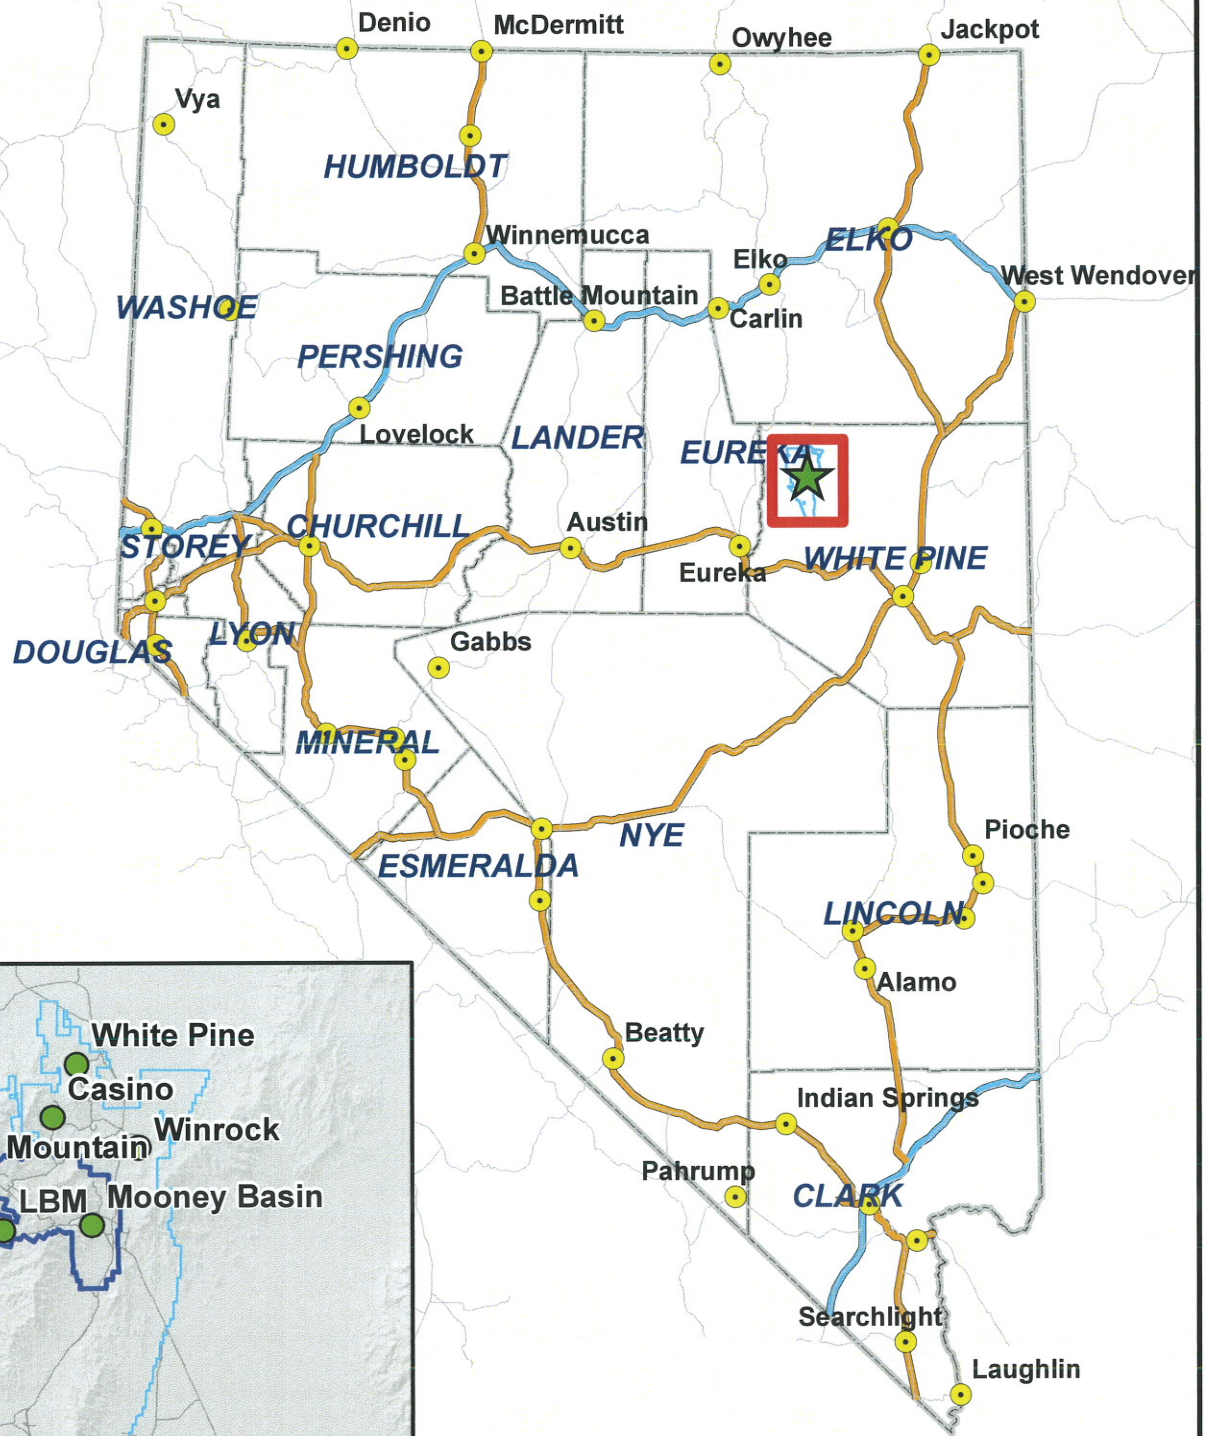 Denio
McDermitt
Owyhee
Jackpot
Vya
HUMBOLDT
Winnemucca
ELKO
Elko
West Wendover
WASHOE
Battle Mountain
Carlin
PERSHING
Lovelock
LANDER
EUREKA
CHURCHILL
Austin
STOREY
Eureka
WHITE PINE
LYON
DOUGLAS
Gabbs
MINERAL
NYE
Pioche
ESMERALDA
LINCOLN
Alamo
Beatty
White Pine
Casino
Indian Springs
Winrock
Mountain
Pahrump
LBM
Mooney Basin
CLARK
Searchlight
Laughlin